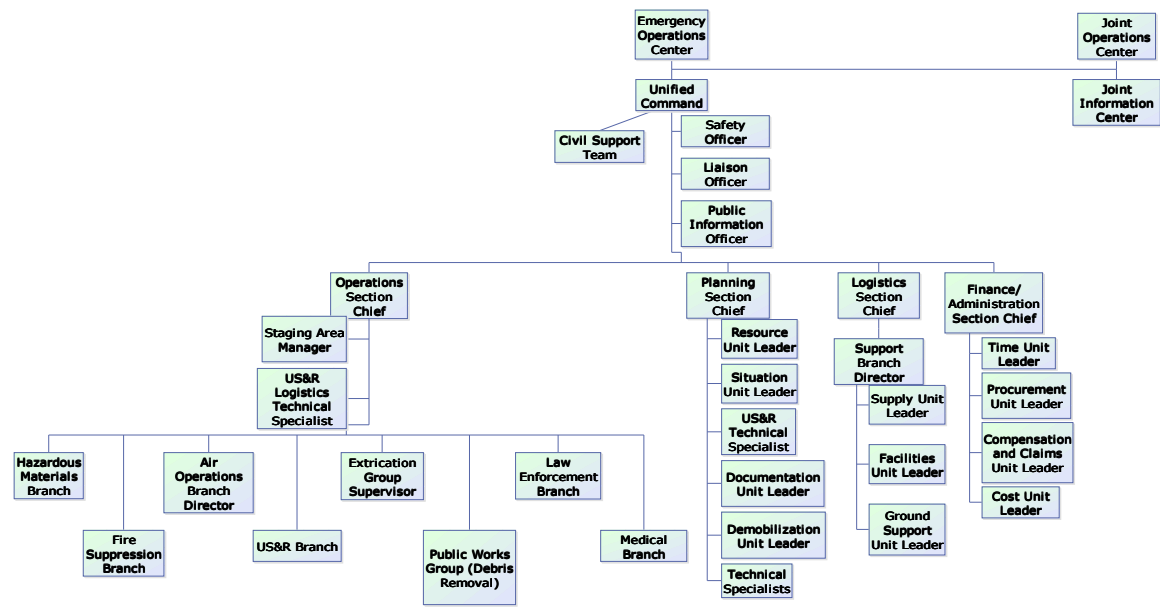 Emergency
Operations
Center
Joint
Operations
Center
Unified
Command
Joint
Information
Center
Civil Support
Team
Safety
Officer
Liaison
Officer
Public
Information
Officer
Operations
Section
Chief
Planning
Section
Chief
Logistics
Section
Chief
Finance/
Administration
Section Chief
Staging Area
Manager
US&R
Logistics
Technical
Specialist
Resource
Unit Leader
Situation
Unit Leader
US&R
Technical
Specialist
Documentation
Unit Leader
Demobilization
Unit Leader
Technical
Specialists
Support
Branch
Director
Supply Unit
Leader
Facilities
Unit Leader
Ground
Support
Unit Leader
Time Unit
Leader
Procurement
Unit Leader
Compensation
and Claims
Unit Leader
Cost Unit
Leader
Hazardous
Materials
Branch
Air
Operations
Branch
Director
Extrication
Group
Supervisor
Law
Enforcement
Branch
Fire
Suppression
Branch
US&R Branch
Public Works
Group (Debris
Removal)
Medical
Branch